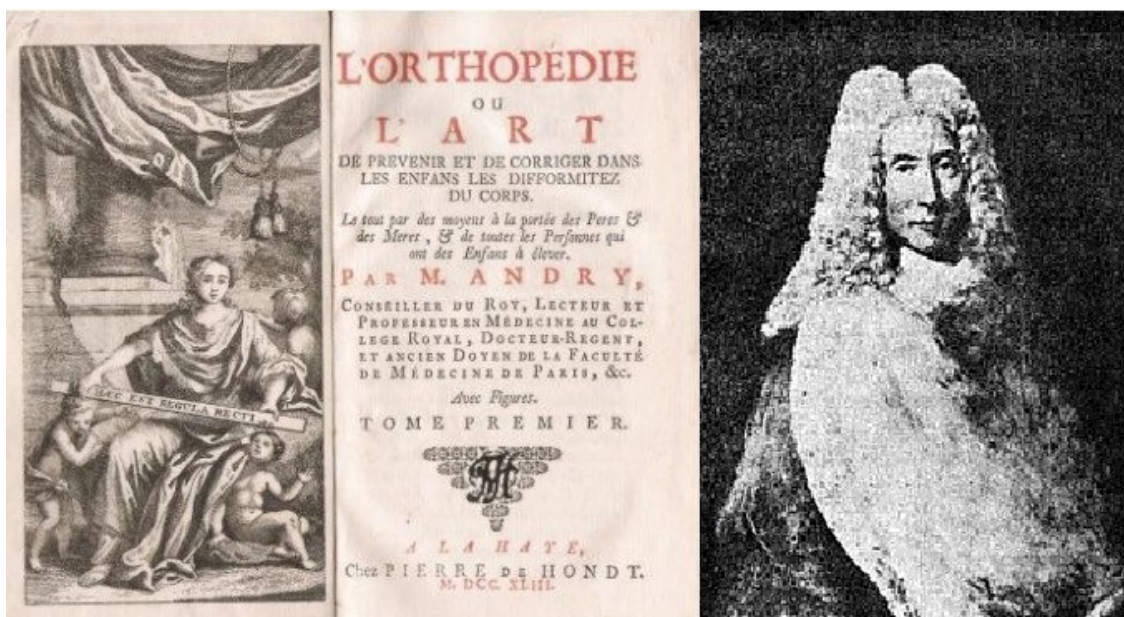 HÆC EST REGULA RECTI
L'ORTHOPÉDIE
OU
L'ART
DE PREVENIR ET DE CORRIGER DANS
LES ENFANS LES DIFFORMITEZ
DU CORPS.
Le tout par des moyens à la portée des Peres &
des Meres, & de toutes les Personnes qui
ont des Enfans à élever.
PAR M. ANDRY,
CONSEILLER DU ROY, LECTEUR ET
PROFESSEUR EN MÉDECINE AU COL-
LEGE ROYAL, DOCTEUR-REGENT,
ET ANCIEN DOYEN DE LA FACULTÉ
DE MÉDECINE DE PARIS, &c.
Avec Figures.
TOME PREMIER.
A LA HAYE,
Chez PIERRE DE HONDT.
M. DCC. XLIII.